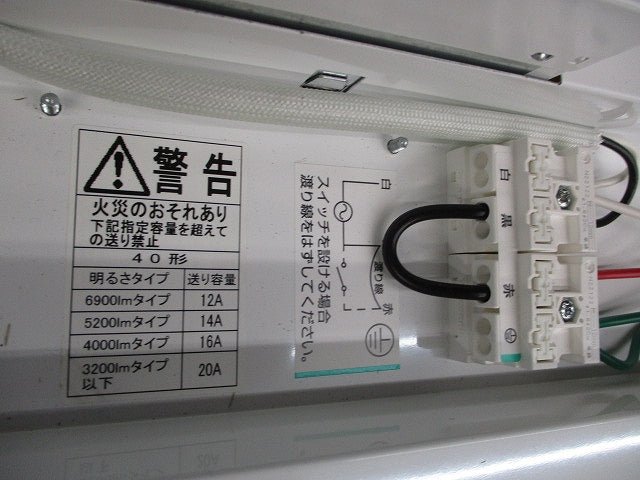 警告
火災のおそれあり
下記指定容量を超えて
の送り禁止
40形
明るさタイプ 送り容量
6900lmタイプ 12A
5200lmタイプ 14A
4000lmタイプ 16A
3200lmタイプ 以下 20A
スイッチを設ける場合
渡り線をはずしてください。
白
渡り線
赤
白
黒
赤